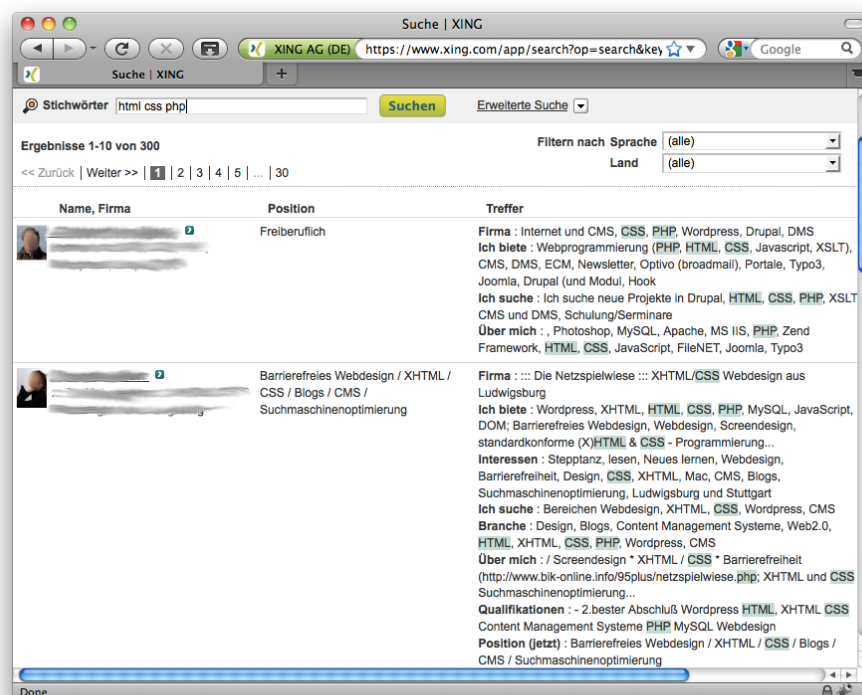 Suche | XING
XING AG (DE) https://www.xing.com/app/search?op=search&key Google
Suche | XING
Stichwörter html css php Suchen Erweiterte Suche
Ergebnisse 1-10 von 300 Filtern nach Sprache (alle)
<< Zurück | Weiter >> | 1 | 2 | 3 | 4 | 5 | ... | 30 Land (alle)
Name, Firma Position Treffer
Freiberuflich
Firma : Internet und CMS, CSS, PHP, Wordpress, Drupal, DMS
Ich biete : Webprogrammierung (PHP, HTML, CSS, Javascript, XSLT),
CMS, DMS, ECM, Newsletter, Optivo (broadmail), Portale, Typo3,
Joomla, Drupal (und Modul, Hook
Ich suche : Ich suche neue Projekte in Drupal, HTML, CSS, PHP, XSLT
CMS und DMS, Schulung/Serminare
Über mich : , Photoshop, MySQL, Apache, MS IIS, PHP, Zend
Framework, HTML, CSS, JavaScript, FileNET, Joomla, Typo3
Barrierefreies Webdesign / XHTML /
CSS / Blogs / CMS /
Suchmaschinenoptimierung
Firma : ::: Die Netzspielwiese ::: XHTML/CSS Webdesign aus
Ludwigsburg
Ich biete : Wordpress, XHTML, HTML, CSS, PHP, MySQL, JavaScript,
DOM; Barrierefreies Webdesign, Webdesign, Screendesign,
standardkonforme (X)HTML & CSS - Programmierung...
Interessen : Stepptanz, lesen, Neues lernen, Webdesign,
Barrierefreiheit, Design, CSS, XHTML, Mac, CMS, Blogs,
Suchmaschinenoptimierung, Ludwigsburg und Stuttgart
Ich suche : Bereichen Webdesign, XHTML, CSS, Wordpress, CMS
Branche : Design, Blogs, Content Management Systeme, Web2.0,
HTML, XHTML, CSS, PHP, Wordpress, CMS
Über mich : / Screendesign * XHTML / CSS * Barrierefreiheit
(http://www.bik-online.info/95plus/netzspielwiese.php; XHTML und CSS
Suchmaschinenoptimierung...
Qualifikationen : - 2.bester Abschluß Wordpress HTML, XHTML CSS
Content Management Systeme PHP MySQL Webdesign
Position (jetzt) : Barrierefreies Webdesign / XHTML / CSS / Blogs /
CMS / Suchmaschinenoptimierung
Done